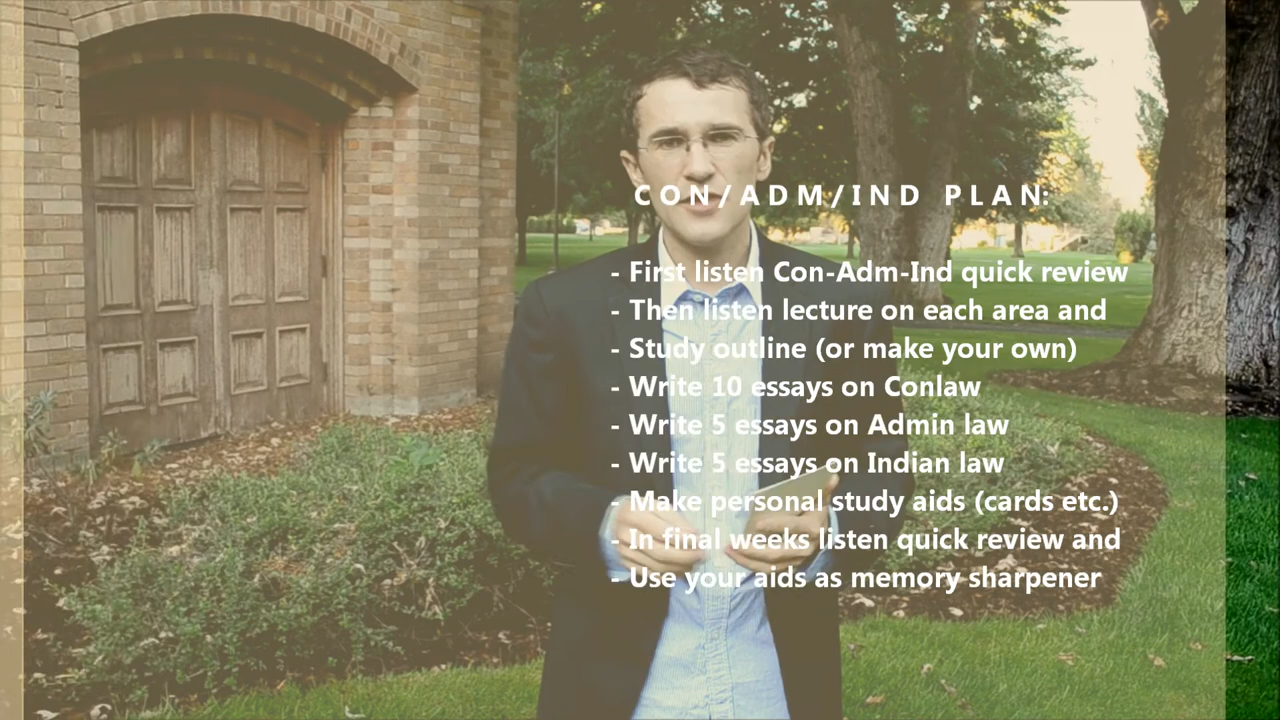 CON/ADM/IND PLAN:
- First listen Con-Adm-Ind quick review
- Then listen lecture on each area and
- Study outline (or make your own)
- Write 10 essays on Conlaw
- Write 5 essays on Admin law
- Write 5 essays on Indian law
- Make personal study aids (cards etc.)
- In final weeks listen quick review and
- Use your aids as memory sharpener